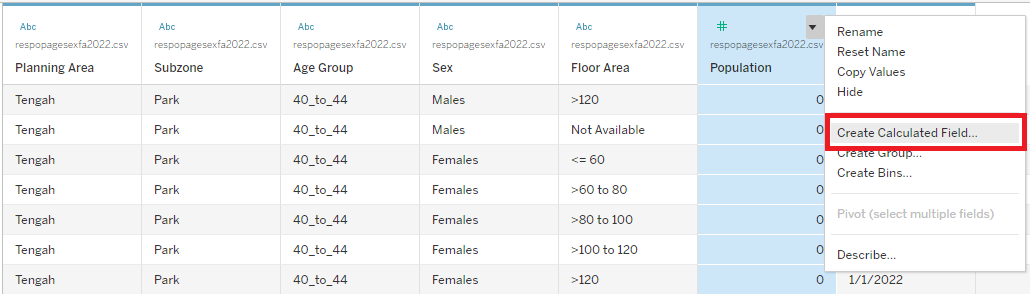 Abc Abc Abc Abc Abc #
respopagesexfa2022.csv respopagesexfa2022.csv respopagesexfa2022.csv respopagesexfa2022.csv respopagesexfa2022.csv respopagesexfa2022.csv
Planning Area Subzone Age Group Sex Floor Area Population
Tengah Park 40_to_44 Males >120 0
Tengah Park 40_to_44 Males Not Available 0
Tengah Park 40_to_44 Females <= 60 0
Tengah Park 40_to_44 Females >60 to 80 0
Tengah Park 40_to_44 Females >80 to 100 0
Tengah Park 40_to_44 Females >100 to 120 0
Tengah Park 40_to_44 Females >120 0 1/1/2022
Rename
Reset Name
Copy Values
Hide
Create Calculated Field...
Create Group...
Create Bins...
Pivot (select multiple fields)
Describe...